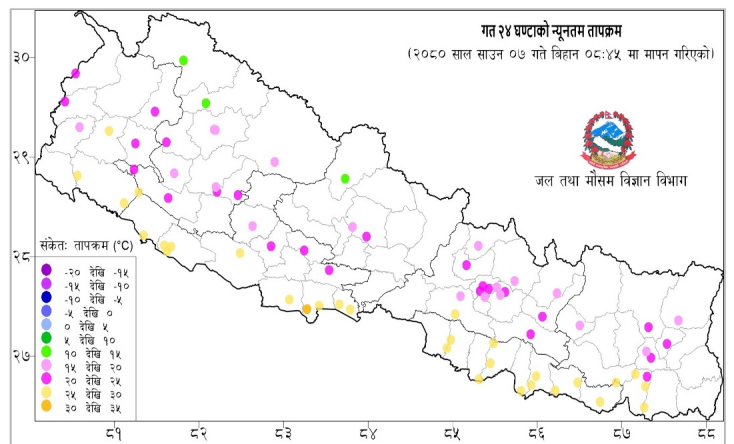 गत २४ घण्टाको न्यूनतम तापक्रम
(२०८० साल साउन ०७ गते बिहान ०८:४५ मा मापन गरिएको)
जल तथा मौसम विज्ञान विभाग
३०
२९
२८
२७
संकेतः तापक्रम (°C)
-२० देखि -१५
-१५ देखि -१०
-१० देखि -५
-५ देखि ०
० देखि ५
५ देखि १०
१० देखि १५
१५ देखि २०
२० देखि २५
२५ देखि ३०
३० देखि ३५
८१ ८२ ८३ ८४ ८५ ८६ ८७ ८८